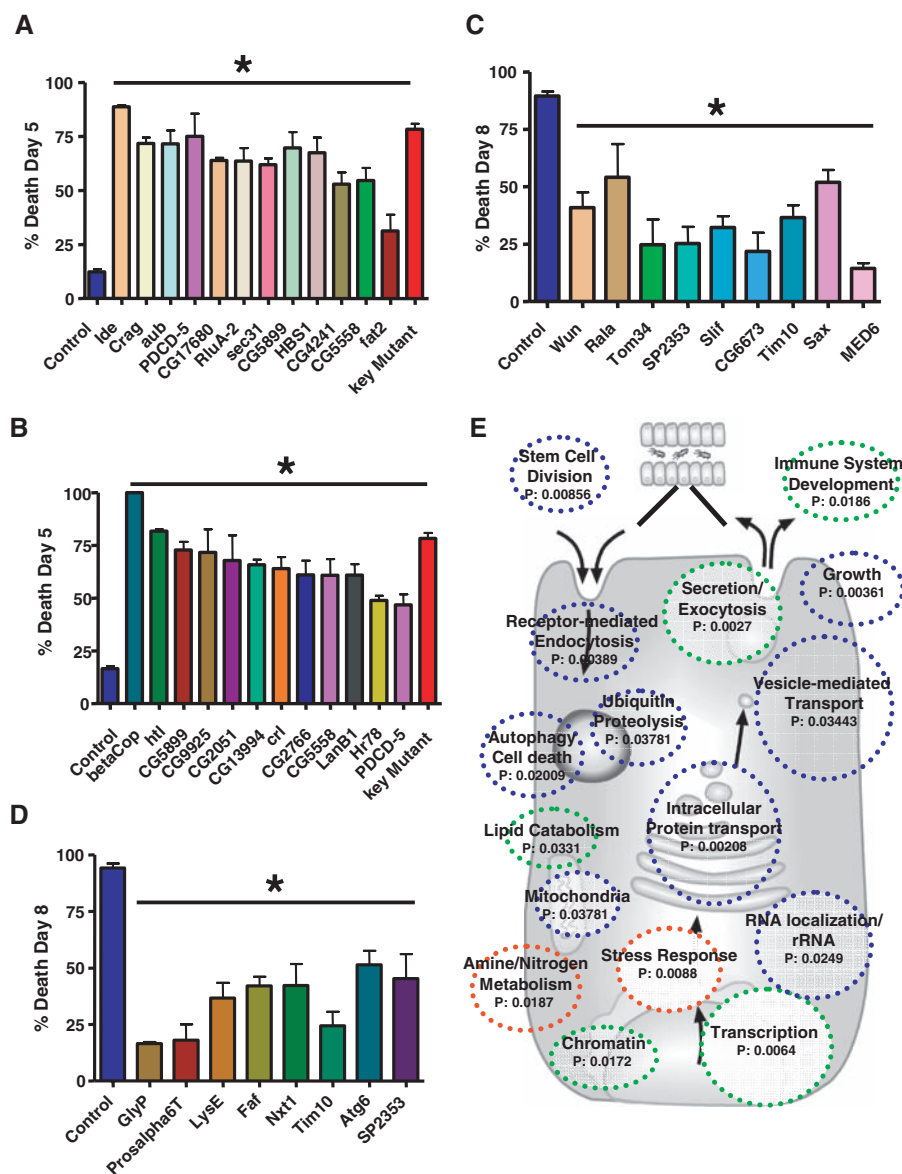 A
*
100
75
50
25
0
% Death Day 5
Control
Ide
Crag
aub
PDCD-5
CG17680
RluA-2
sec31
CG5899
HBS1
CG4241
CG5558
fat2
key Mutant
C
*
100
75
50
25
0
% Death Day 8
Control
Wun
Rala
Tom34
SP2353
Slif
CG6673
Tim10
Sax
MED6
B
*
100
75
50
25
0
% Death Day 5
Control
betaCop
htl
CG5899
CG9925
CG2051
CG13994
crl
CG2766
CG5558
LanB1
Hr78
PDCD-5
key Mutant
D
*
100
75
50
25
0
% Death Day 8
Control
GlyP
Prosalpha6T
LysE
Faf
Nxt1
Tim10
Atg6
SP2353
E
Stem Cell
Division
P: 0.00856
Immune System
Development
P: 0.0186
Growth
P: 0.00361
Secretion/
Exocytosis
P: 0.0027
Receptor-mediated
Endocytosis
P: 0.00389
Vesicle-mediated
Transport
P: 0.03443
Ubiquitin
Proteolysis
P: 0.03781
Autophagy
Cell death
P: 0.02009
Intracellular
Protein transport
P: 0.00208
Lipid Catabolism
P: 0.0331
Mitochondria
P: 0.03781
RNA localization/
rRNA
P: 0.0249
Stress Response
P: 0.0088
Amine/Nitrogen
Metabolism
P: 0.0187
Transcription
P: 0.0064
Chromatin
P: 0.0172